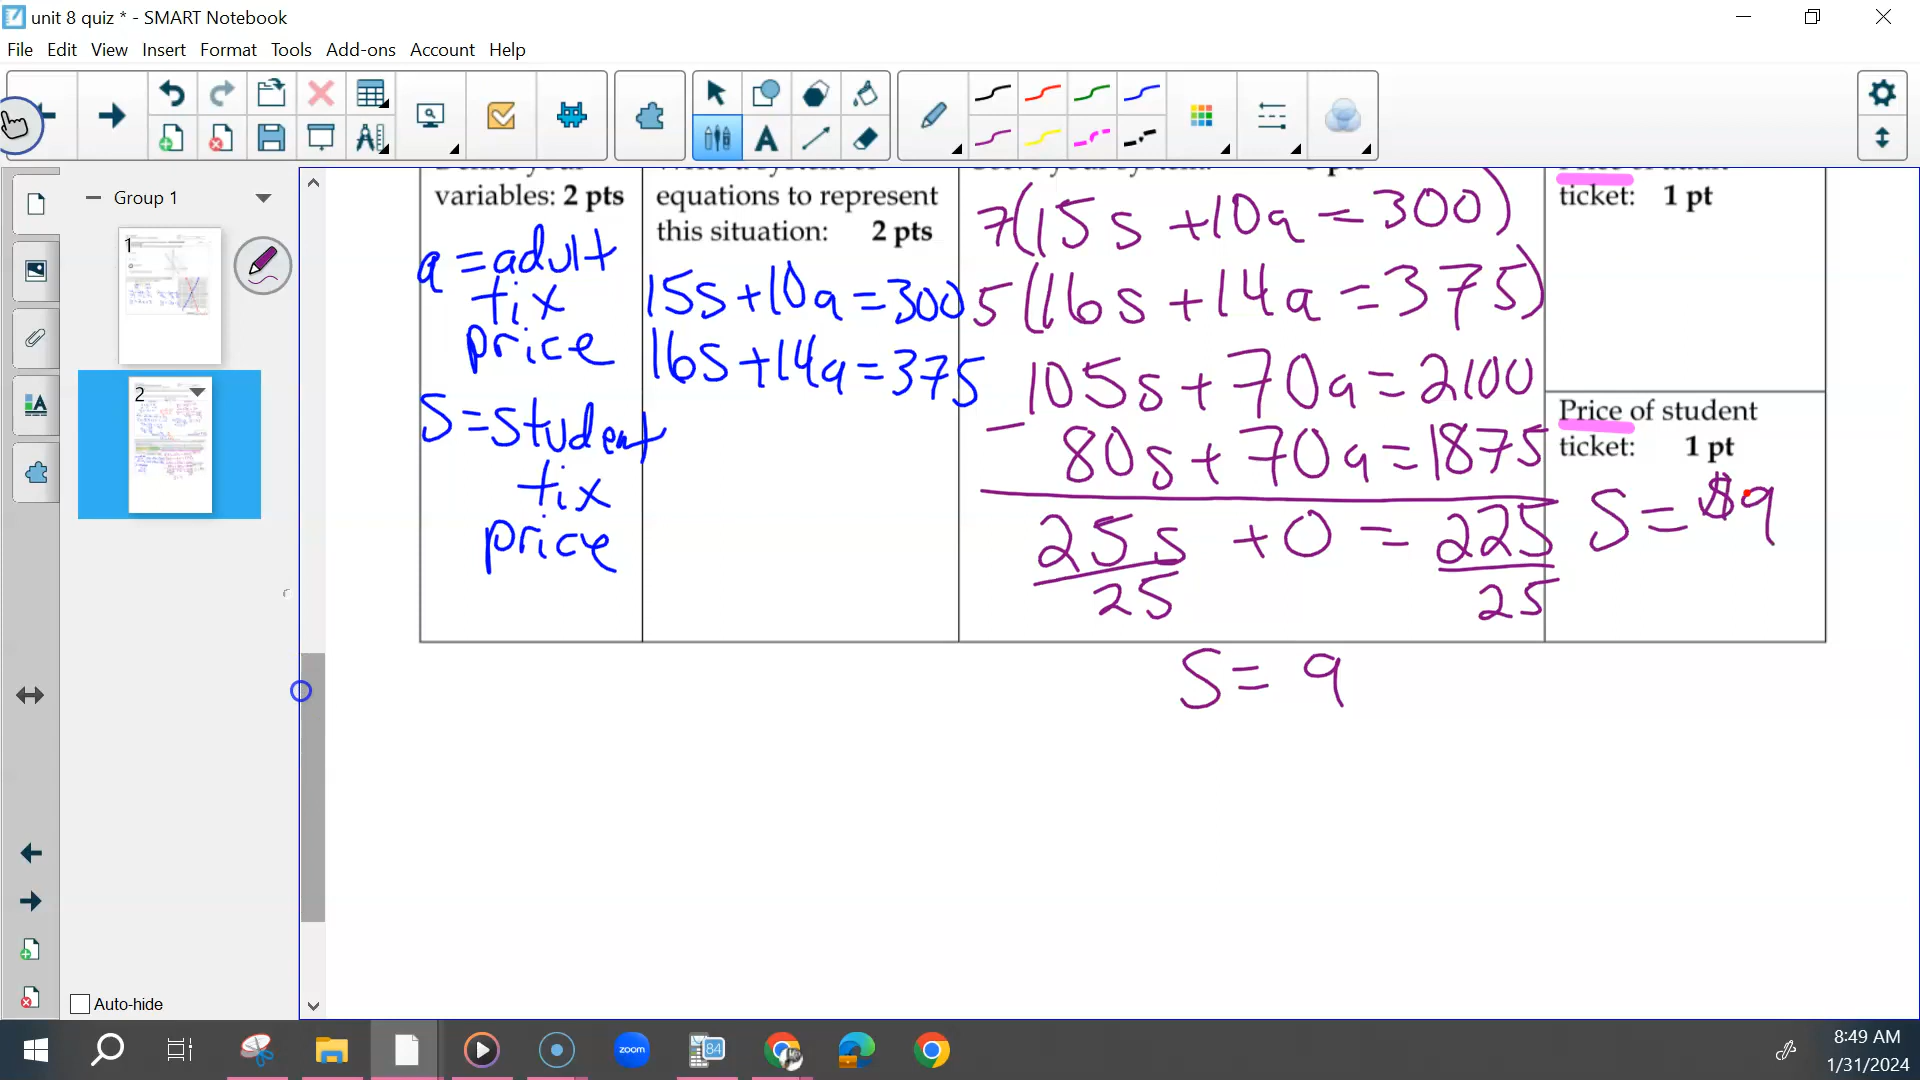 unit 8 quiz * - SMART Notebook
File Edit View Insert Format Tools Add-ons Account Help
Group 1
1
2
Auto-hide
variables: 2 pts
a = adult
tix
price
s = student
tix
price
equations to represent
this situation: 2 pts
15s + 10a = 300
16s + 14a = 375
7(15s + 10a = 300)
5(16s + 14a = 375)
105s + 70a = 2100
- 80s + 70a = 1875
25s + 0 = 225
25 25
s = 9
ticket: 1 pt
Price of student
ticket: 1 pt
s = $9
zoom
84
8:49 AM
1/31/2024